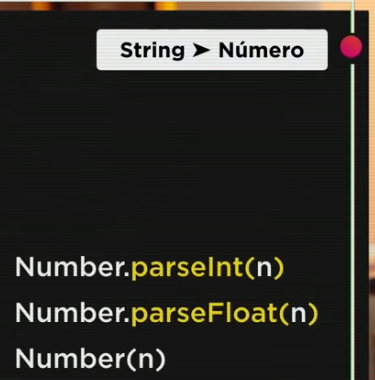 String ➤ Número
Number.parseInt(n)
Number.parseFloat(n)
Number(n)